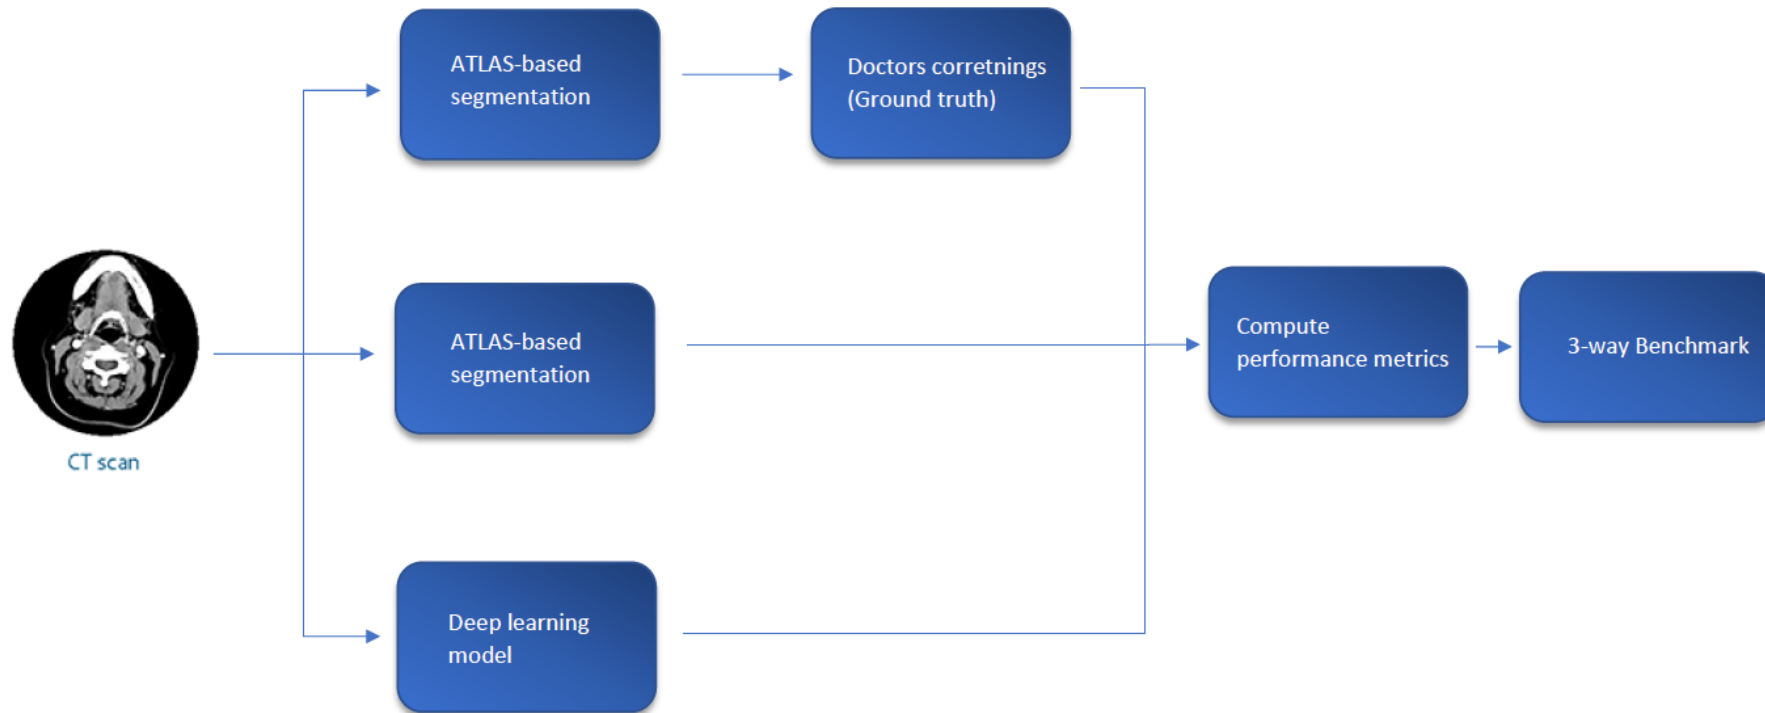 ATLAS-based
segmentation
Doctors corretnings
(Ground truth)
CT scan
ATLAS-based
segmentation
Compute
performance metrics
3-way Benchmark
Deep learning
model